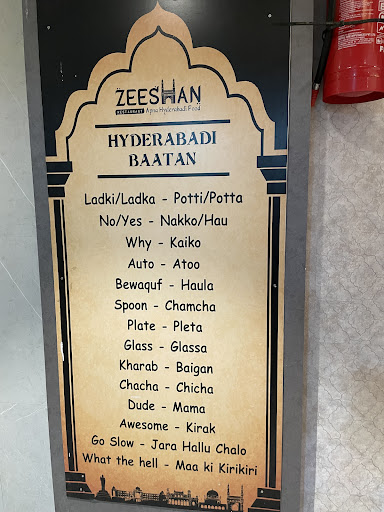 ZEESHAN
RESTAURANT Apna Hyderabadi Food
HYDERABADI
BAATAN
Ladki/Ladka - Potti/Potta
No/Yes - Nakko/Hau
Why - Kaiko
Auto - Atoo
Bewaquf - Haula
Spoon - Chamcha
Plate - Pleta
Glass - Glassa
Kharab - Baigan
Chacha - Chicha
Dude - Mama
Awesome - Kirak
Go Slow - Jara Hallu Chalo
What the hell - Maa ki Kirikiri